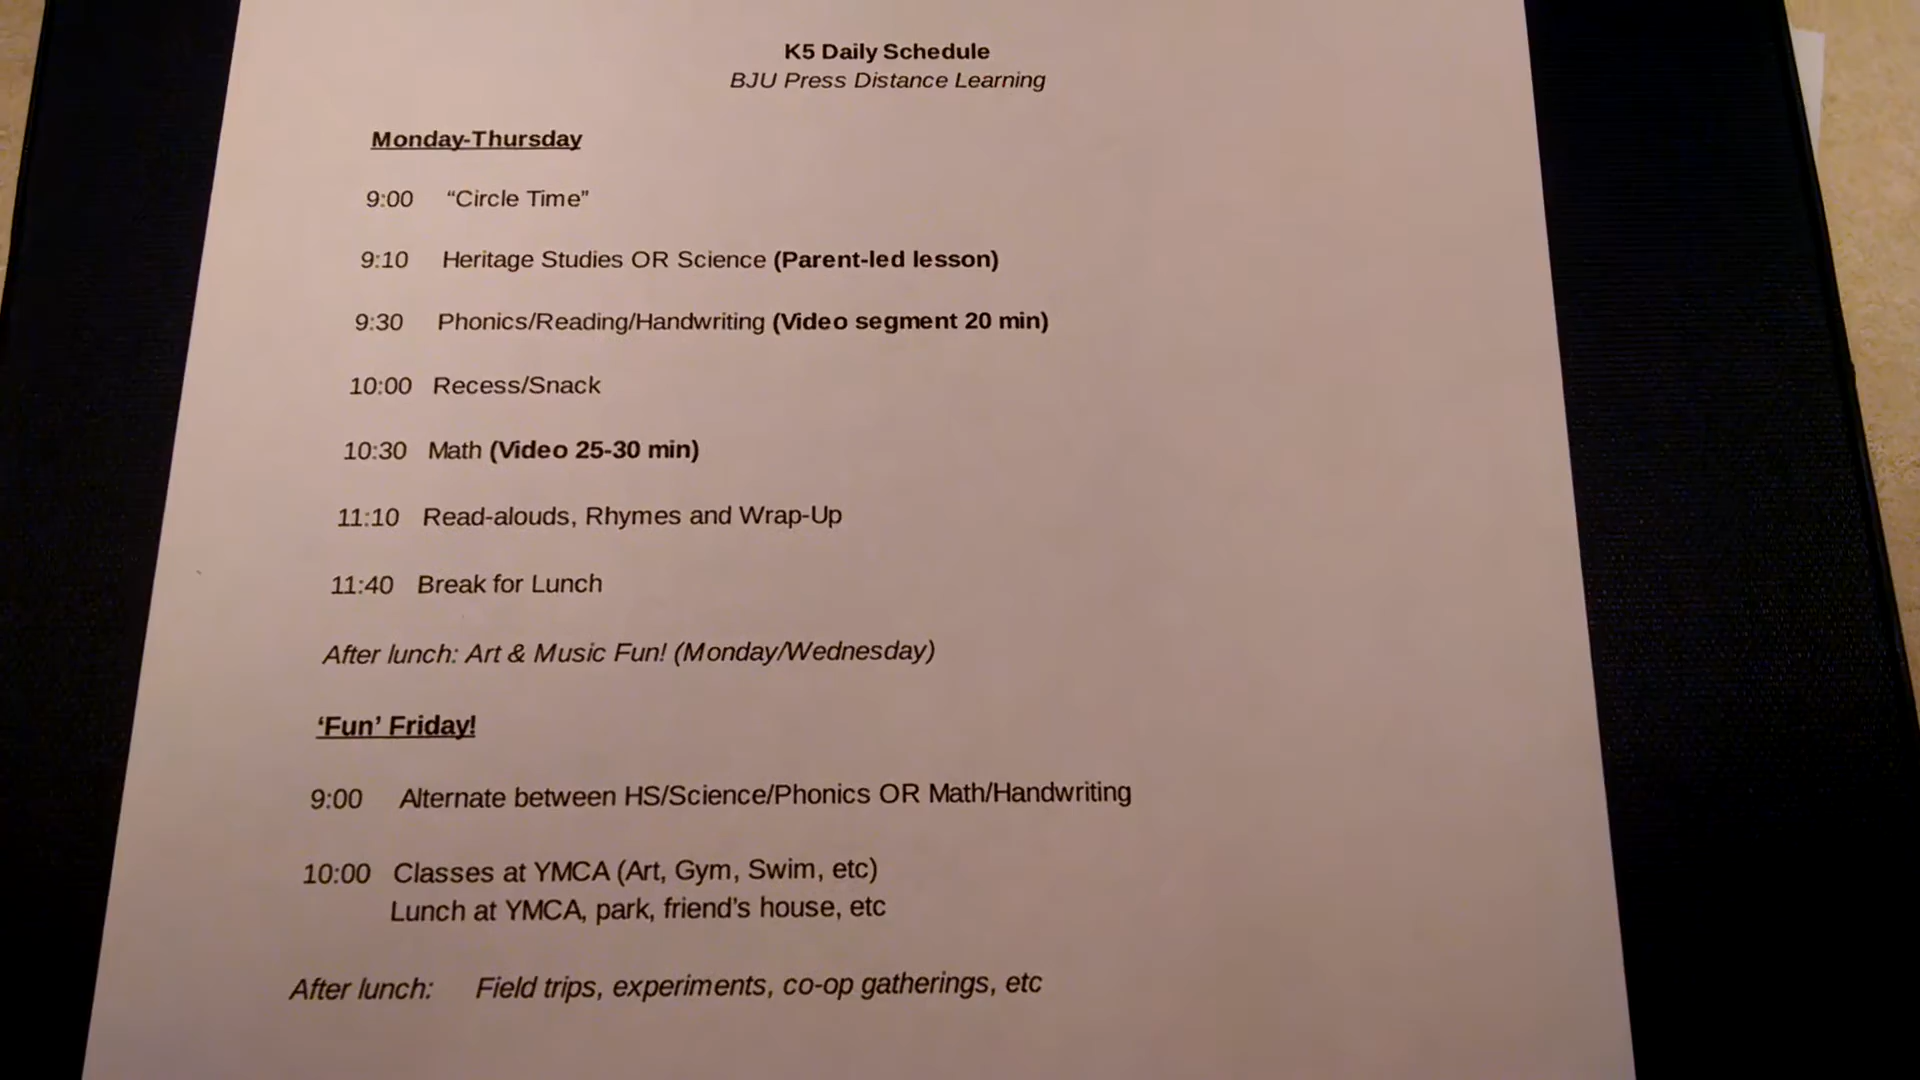 K5 Daily Schedule
BJU Press Distance Learning
Monday-Thursday
9:00 “Circle Time”
9:10 Heritage Studies OR Science (Parent-led lesson)
9:30 Phonics/Reading/Handwriting (Video segment 20 min)
10:00 Recess/Snack
10:30 Math (Video 25-30 min)
11:10 Read-alouds, Rhymes and Wrap-Up
11:40 Break for Lunch
After lunch: Art & Music Fun! (Monday/Wednesday)
‘Fun’ Friday!
9:00 Alternate between HS/Science/Phonics OR Math/Handwriting
10:00 Classes at YMCA (Art, Gym, Swim, etc)
Lunch at YMCA, park, friend’s house, etc
After lunch: Field trips, experiments, co-op gatherings, etc